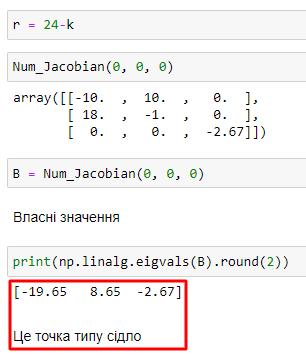 r = 24-k
Num_Jacobian(0, 0, 0)
array([[-10.  ,  10.  ,   0.  ],
       [ 18.  ,  -1.  ,   0.  ],
       [  0.  ,   0.  ,  -2.67]])
B = Num_Jacobian(0, 0, 0)
Власні значення
print(np.linalg.eigvals(B).round(2))
[-19.65   8.65  -2.67]
Це точка типу сідло